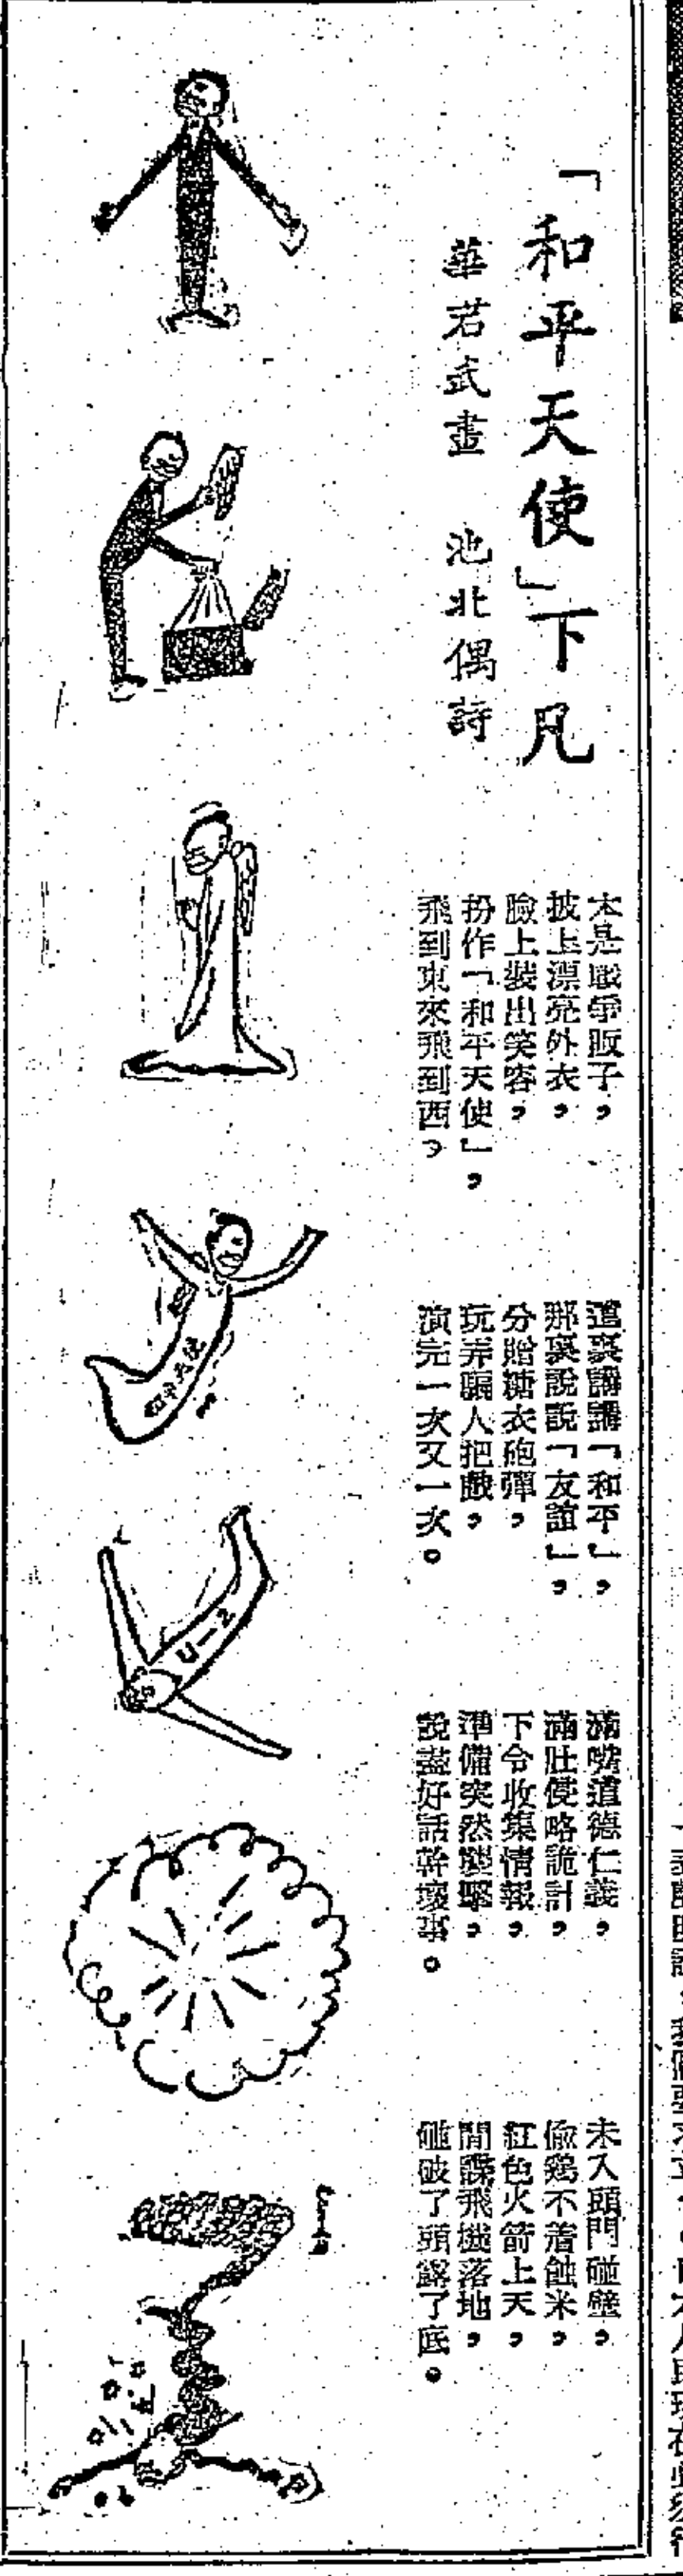 「和平天使」下凡
華君武畫　池北偶詩
本是戰爭販子，
披上漂亮外衣，
臉上裝出笑容，
扮作「和平天使」，
飛到東來飛到西。
這裏講講「和平」，
那裏說說「友誼」，
分贈糖衣砲彈，
玩弄騙人把戲，
演完一次又一次。
滿嘴道德仁義，
滿肚侵略詭計，
下令收集情報，
準備突然襲擊，
說盡好話幹壞事。
未入頭門碰壁，
偷鷄不着蝕米，
紅色火箭上天，
間諜飛機落地，
碰破了頭露了底。
和平天使
U-2